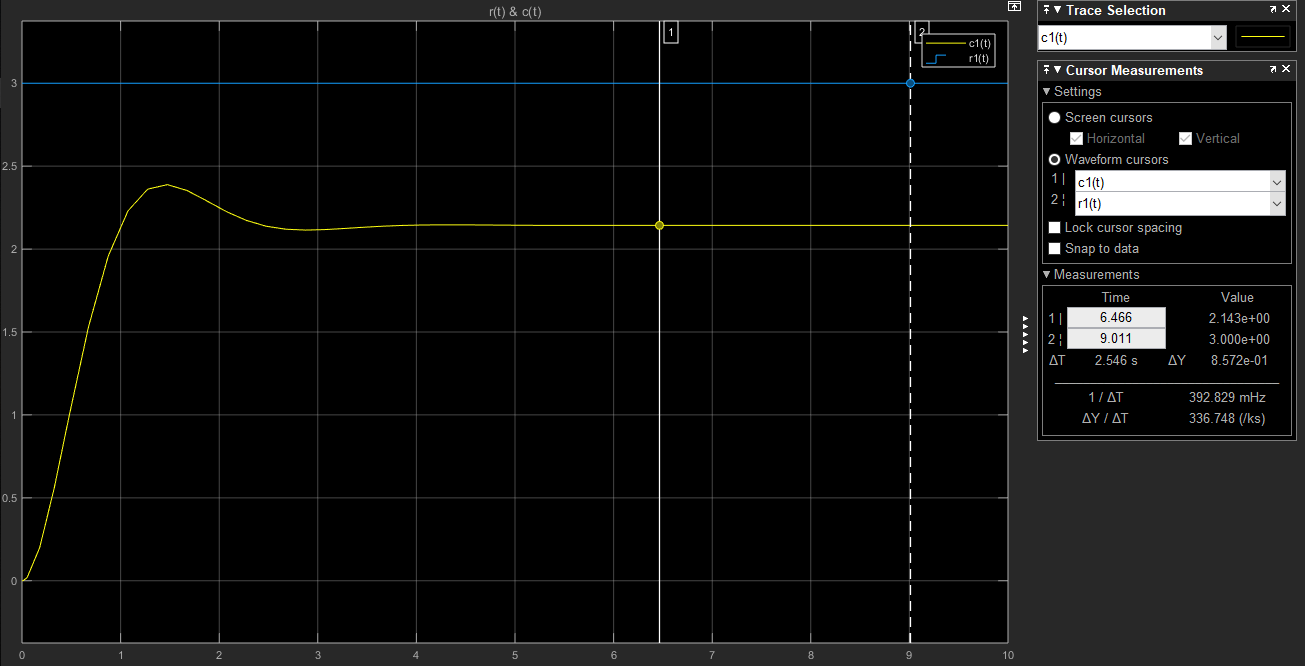 r(t) & c(t)
1
2
c1(t)
r1(t)
3
2.5
2
1.5
1
0.5
0
0 1 2 3 4 5 6 7 8 9 10
Trace Selection
c1(t)
Cursor Measurements
Settings
Screen cursors
Horizontal Vertical
Waveform cursors
1 | c1(t)
2 ¦ r1(t)
Lock cursor spacing
Snap to data
Measurements
Time Value
1 | 6.466 2.143e+00
2 ¦ 9.011 3.000e+00
ΔT 2.546 s ΔY 8.572e-01
1 / ΔT 392.829 mHz
ΔY / ΔT 336.748 (/ks)